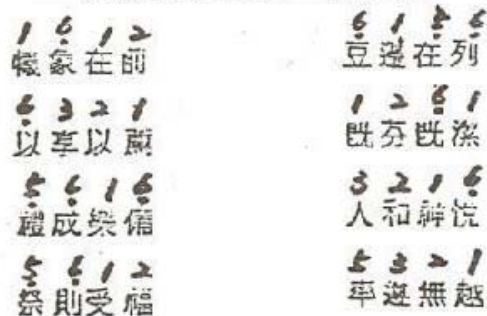 1 6̣ 1 2 6̣ 1 5̣ 6̣
犧象在前 豆籩在列
6̣ 3 2 1 1 2 6̣ 1
以享以薦 既芬既潔
5̣ 6̣ 1 6̣ 3 2 1 6̣
禮成樂備 人和神悅
5̣ 6̣ 1 2 5 3 2 1
祭則受福 率遵無越